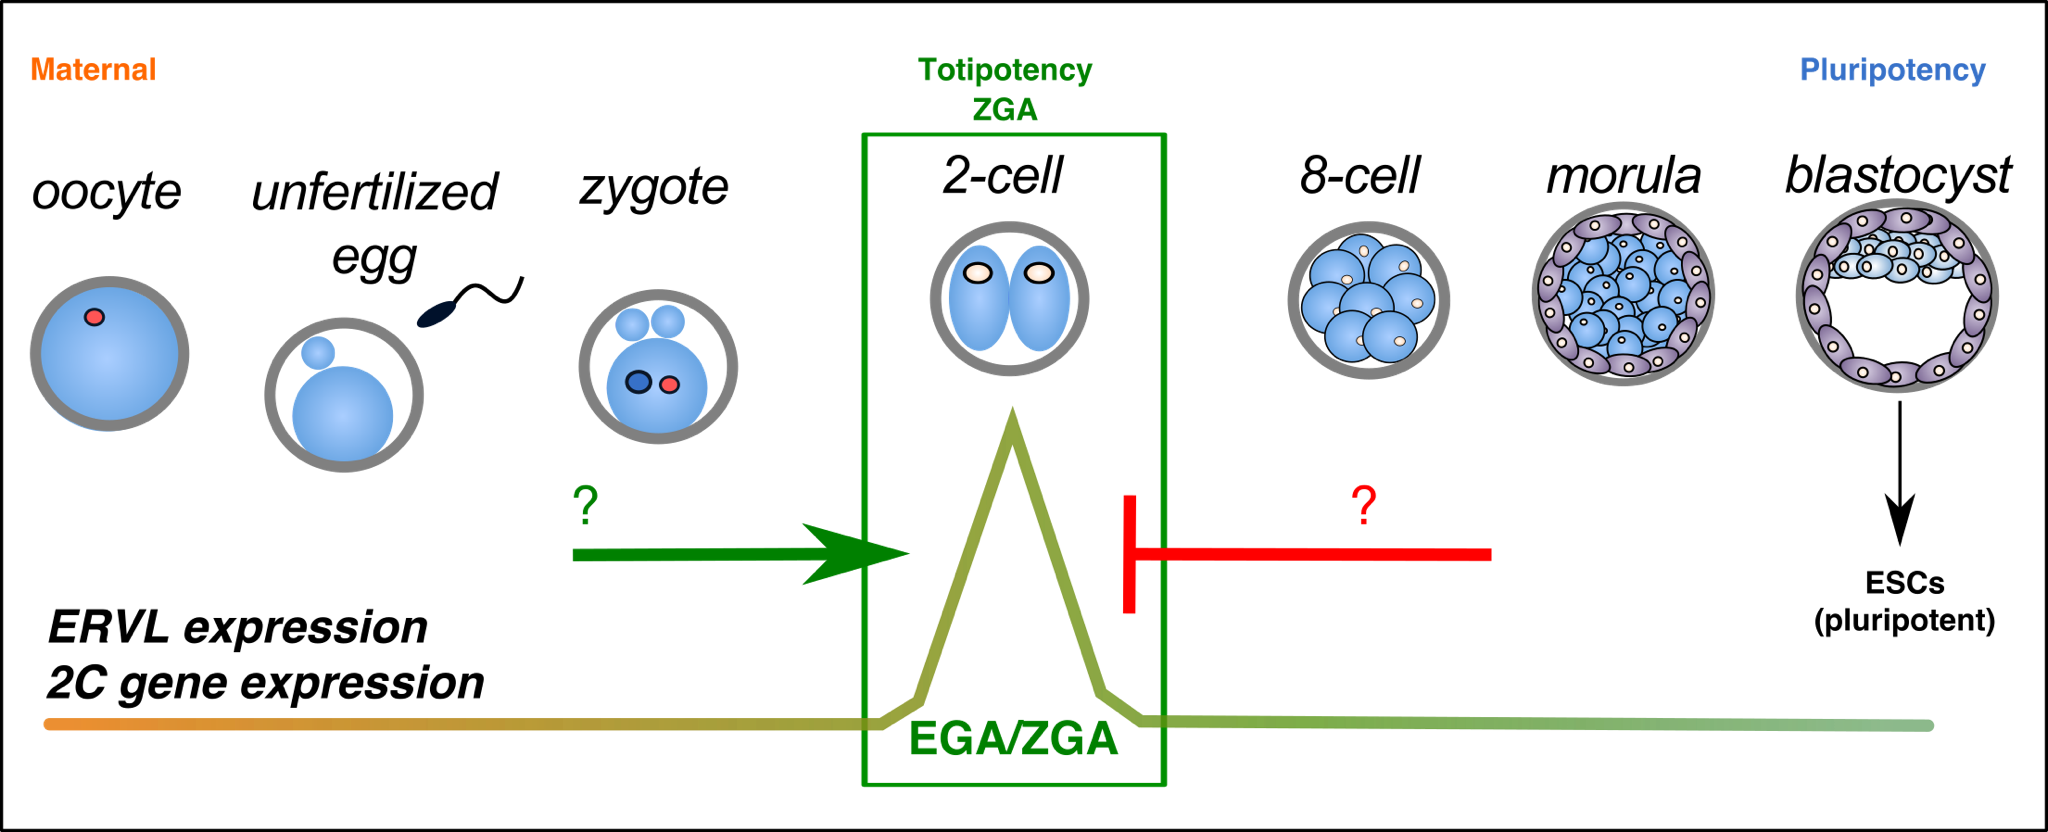 Maternal
Totipotency
ZGA
Pluripotency
oocyte
unfertilized
egg
zygote
2-cell
8-cell
morula
blastocyst
?
?
ESCs
(pluripotent)
ERVL expression
2C gene expression
EGA/ZGA